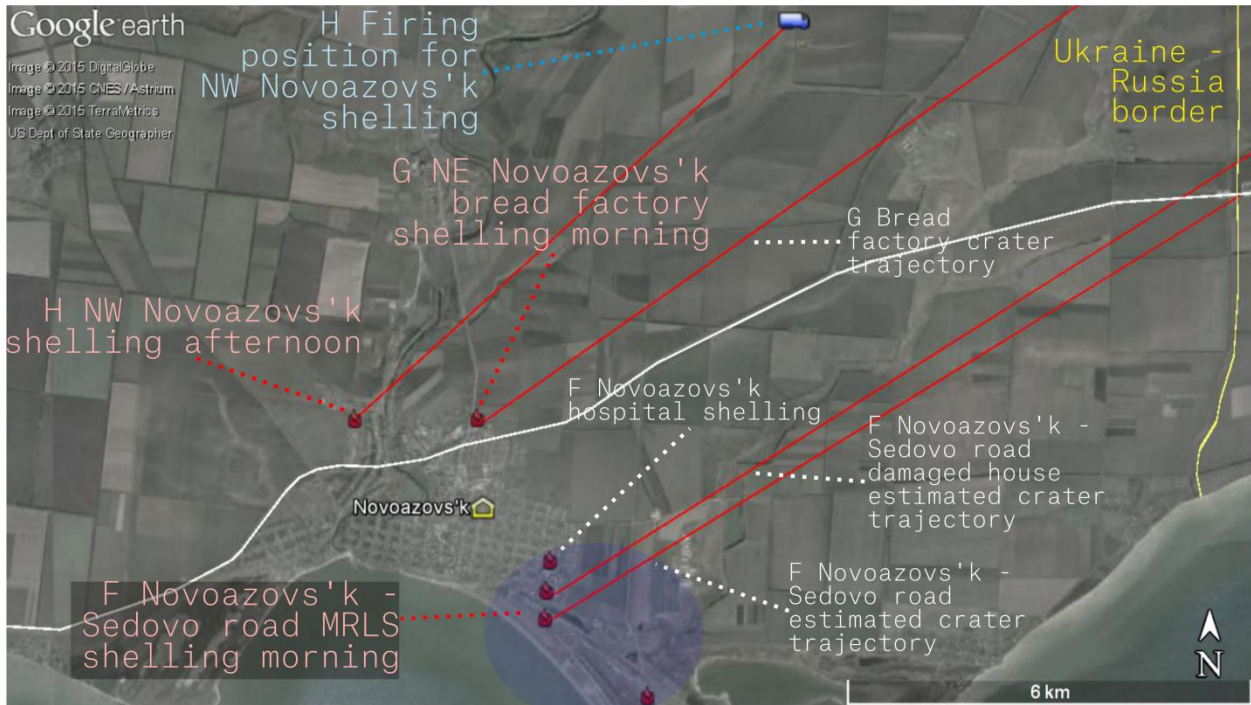 Google earth
Image © 2015 DigitalGlobe
Image © 2015 CNES / Astrium
Image © 2015 TerraMetrics
US Dept of State Geographer
H Firing
position for
NW Novoazovs'k
shelling
Ukraine -
Russia
border
G NE Novoazovs'k
bread factory
shelling morning
G Bread
factory crater
trajectory
H NW Novoazovs'k
shelling afternoon
F Novoazovs'k
hospital shelling
F Novoazovs'k -
Sedovo road
damaged house
estimated crater
trajectory
Novoazovs'k
F Novoazovs'k -
Sedovo road MRLS
shelling morning
F Novoazovs'k -
Sedovo road
estimated crater
trajectory
N
6 km